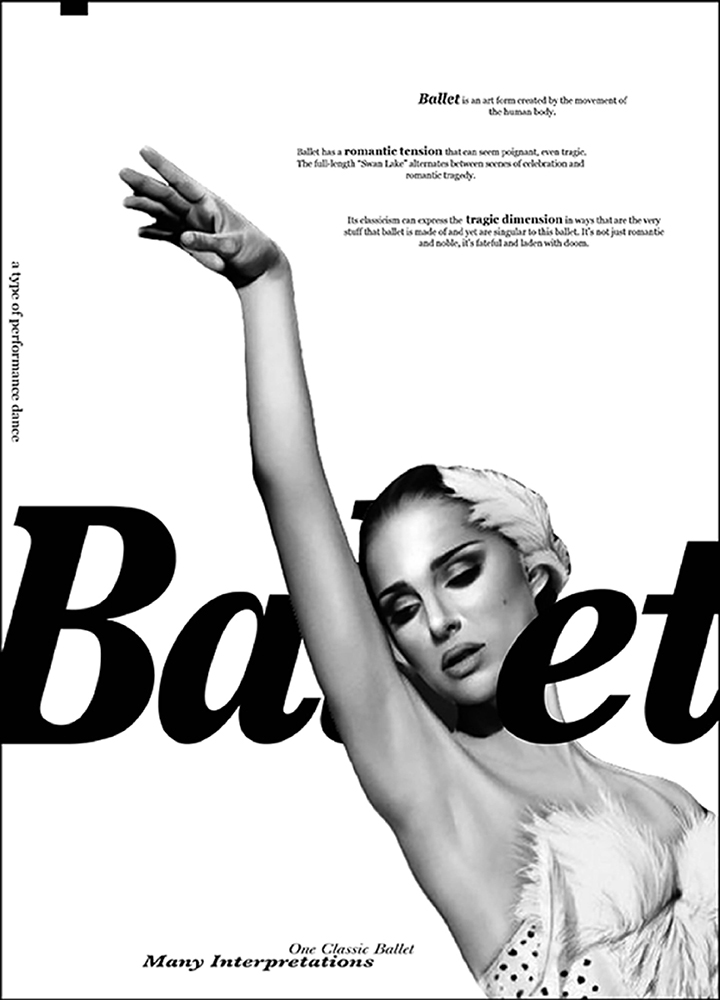 Ballet is an art form created by the movement of
the human body.
Ballet has a romantic tension that can seem poignant, even tragic.
The full-length "Swan Lake" alternates between scenes of celebration and
romantic tragedy.
Its classicism can express the tragic dimension in ways that are the very
stuff that ballet is made of and yet are singular to this ballet. It's not just romantic
and noble, it's fateful and laden with doom.
a type of performance dance
Ballet
One Classic Ballet
Many Interpretations